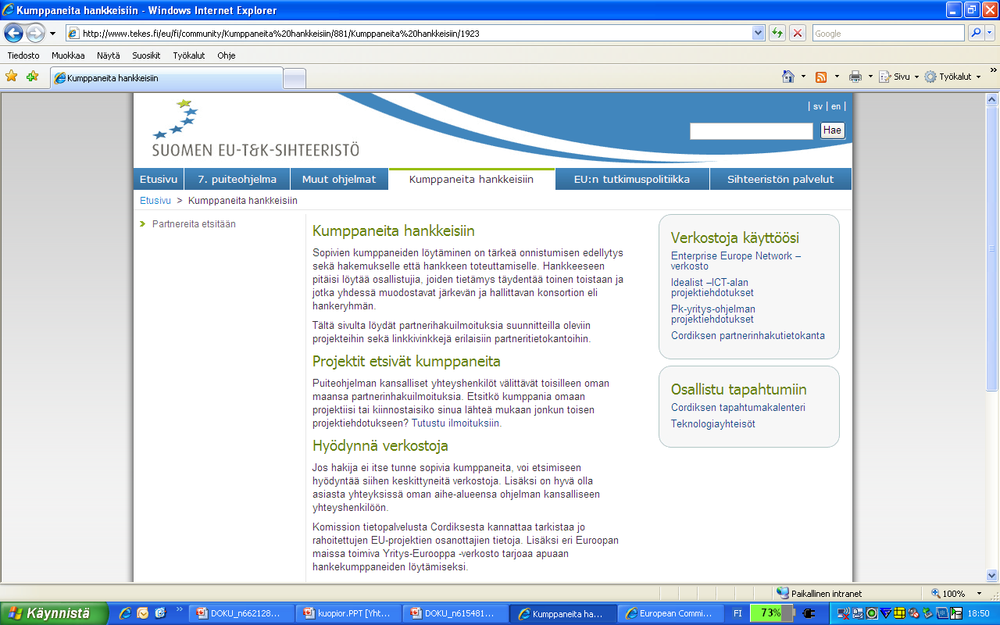 Kumppaneita hankkeisiin - Windows Internet Explorer
http://www.tekes.fi/eu/fi/community/Kumppaneita%20hankkeisiin/881/Kumppaneita%20hankkeisiin/1923
Google
Tiedosto Muokkaa Näytä Suosikit Työkalut Ohje
Kumppaneita hankkeisiin
Sivu Työkalut
| sv | en |
Hae
SUOMEN EU-T&K-SIHTEERISTÖ
Etusivu 7. puiteohjelma Muut ohjelmat Kumppaneita hankkeisiin EU:n tutkimuspolitiikka Sihteeristön palvelut
Etusivu > Kumppaneita hankkeisiin
Partnereita etsitään
Kumppaneita hankkeisiin
Sopivien kumppaneiden löytäminen on tärkeä onnistumisen edellytys
sekä hakemukselle että hankkeen toteuttamiselle. Hankkeeseen
pitäisi löytää osallistujia, joiden tietämys täydentää toinen toistaan ja
jotka yhdessä muodostavat järkevän ja hallittavan konsortion eli
hankeryhmän.
Tältä sivulta löydät partnerihakuilmoituksia suunnitteilla oleviin
projekteihin sekä linkkivinkkejä erilaisiin partneritietokantoihin.
Projektit etsivät kumppaneita
Puiteohjelman kansalliset yhteyshenkilöt välittävät toisilleen oman
maansa partnerinhakuilmoituksia. Etsitkö kumppania omaan
projektiisi tai kiinnostaisiko sinua lähteä mukaan jonkun toisen
projektiehdotukseen? Tutustu ilmoituksiin.
Hyödynnä verkostoja
Jos hakija ei itse tunne sopivia kumppaneita, voi etsimiseen
hyödyntää siihen keskittyneitä verkostoja. Lisäksi on hyvä olla
asiasta yhteyksissä oman aihe-alueensa ohjelman kansalliseen
yhteyshenkilöön.
Komission tietopalvelusta Cordiksesta kannattaa tarkistaa jo
rahoitettujen EU-projektien osanottajien tietoja. Lisäksi eri Euroopan
maissa toimiva Yritys-Eurooppa -verkosto tarjoaa apuaan
hankekumppaneiden löytämiseksi.
Verkostoja käyttöösi
Enterprise Europe Network –
verkosto
Idealist –ICT-alan
projektiehdotukset
Pk-yritys-ohjelman
projektiehdotukset
Cordiksen partnerinhakutietokanta
Osallistu tapahtumiin
Cordiksen tapahtumakalenteri
Teknologiayhteisöt
Paikallinen intranet 100%
Käynnistä DOKU_n662128... kuopior.PPT [Yht... DOKU_n615481... Kumppaneita ha... European Commi... FI 73% 18:50